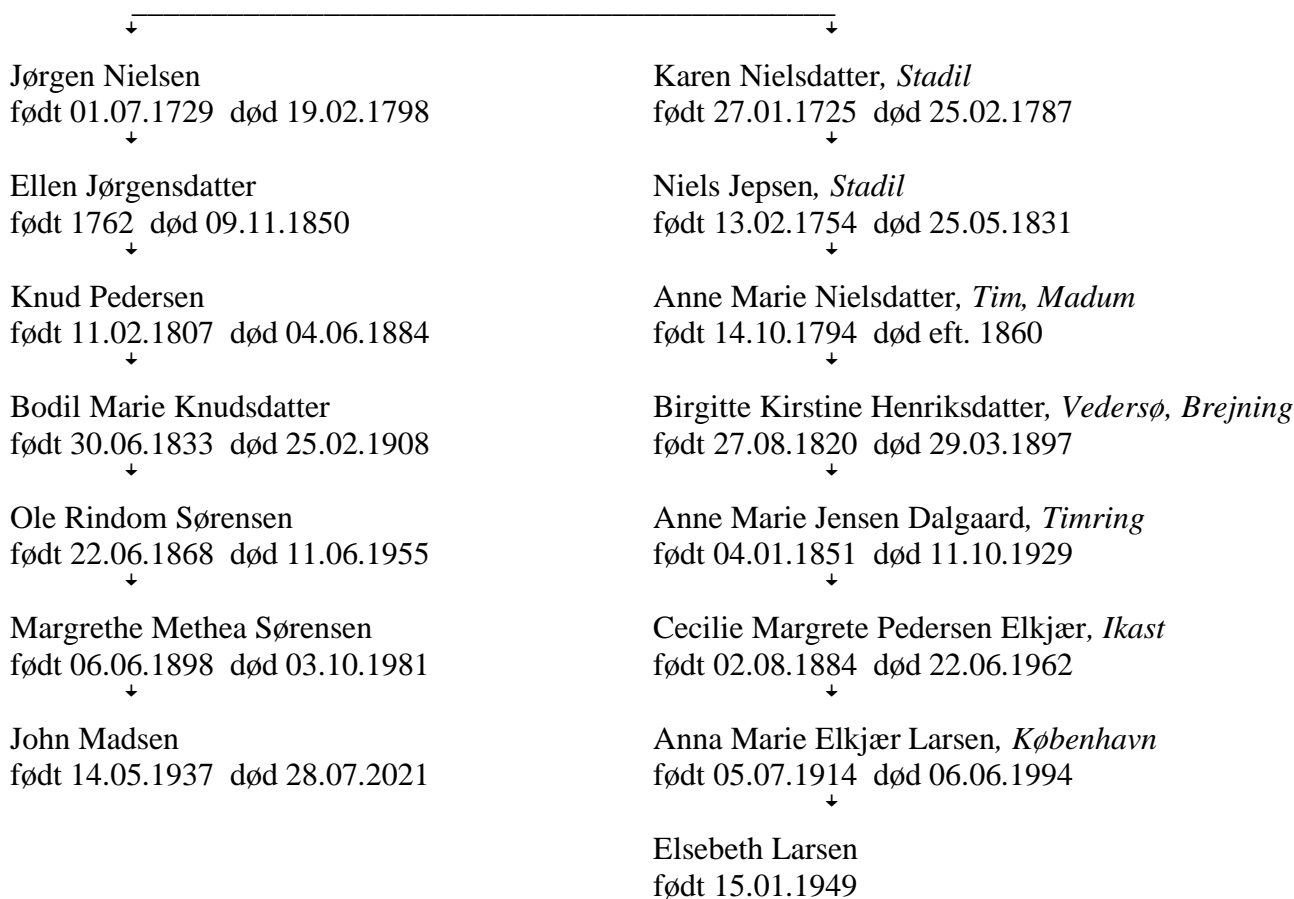 Jørgen Nielsen
født 01.07.1729 død 19.02.1798
Ellen Jørgensdatter
født 1762 død 09.11.1850
Knud Pedersen
født 11.02.1807 død 04.06.1884
Bodil Marie Knudsdatter
født 30.06.1833 død 25.02.1908
Ole Rindom Sørensen
født 22.06.1868 død 11.06.1955
Margrethe Methea Sørensen
født 06.06.1898 død 03.10.1981
John Madsen
født 14.05.1937 død 28.07.2021
Karen Nielsdatter, Stadil
født 27.01.1725 død 25.02.1787
Niels Jepsen, Stadil
født 13.02.1754 død 25.05.1831
Anne Marie Nielsdatter, Tim, Madum
født 14.10.1794 død eft. 1860
Birgitte Kirstine Henriksdatter, Vedersø, Brejning
født 27.08.1820 død 29.03.1897
Anne Marie Jensen Dalgaard, Timring
født 04.01.1851 død 11.10.1929
Cecilie Margrete Pedersen Elkjær, Ikast
født 02.08.1884 død 22.06.1962
Anna Marie Elkjær Larsen, København
født 05.07.1914 død 06.06.1994
Elsebeth Larsen
født 15.01.1949